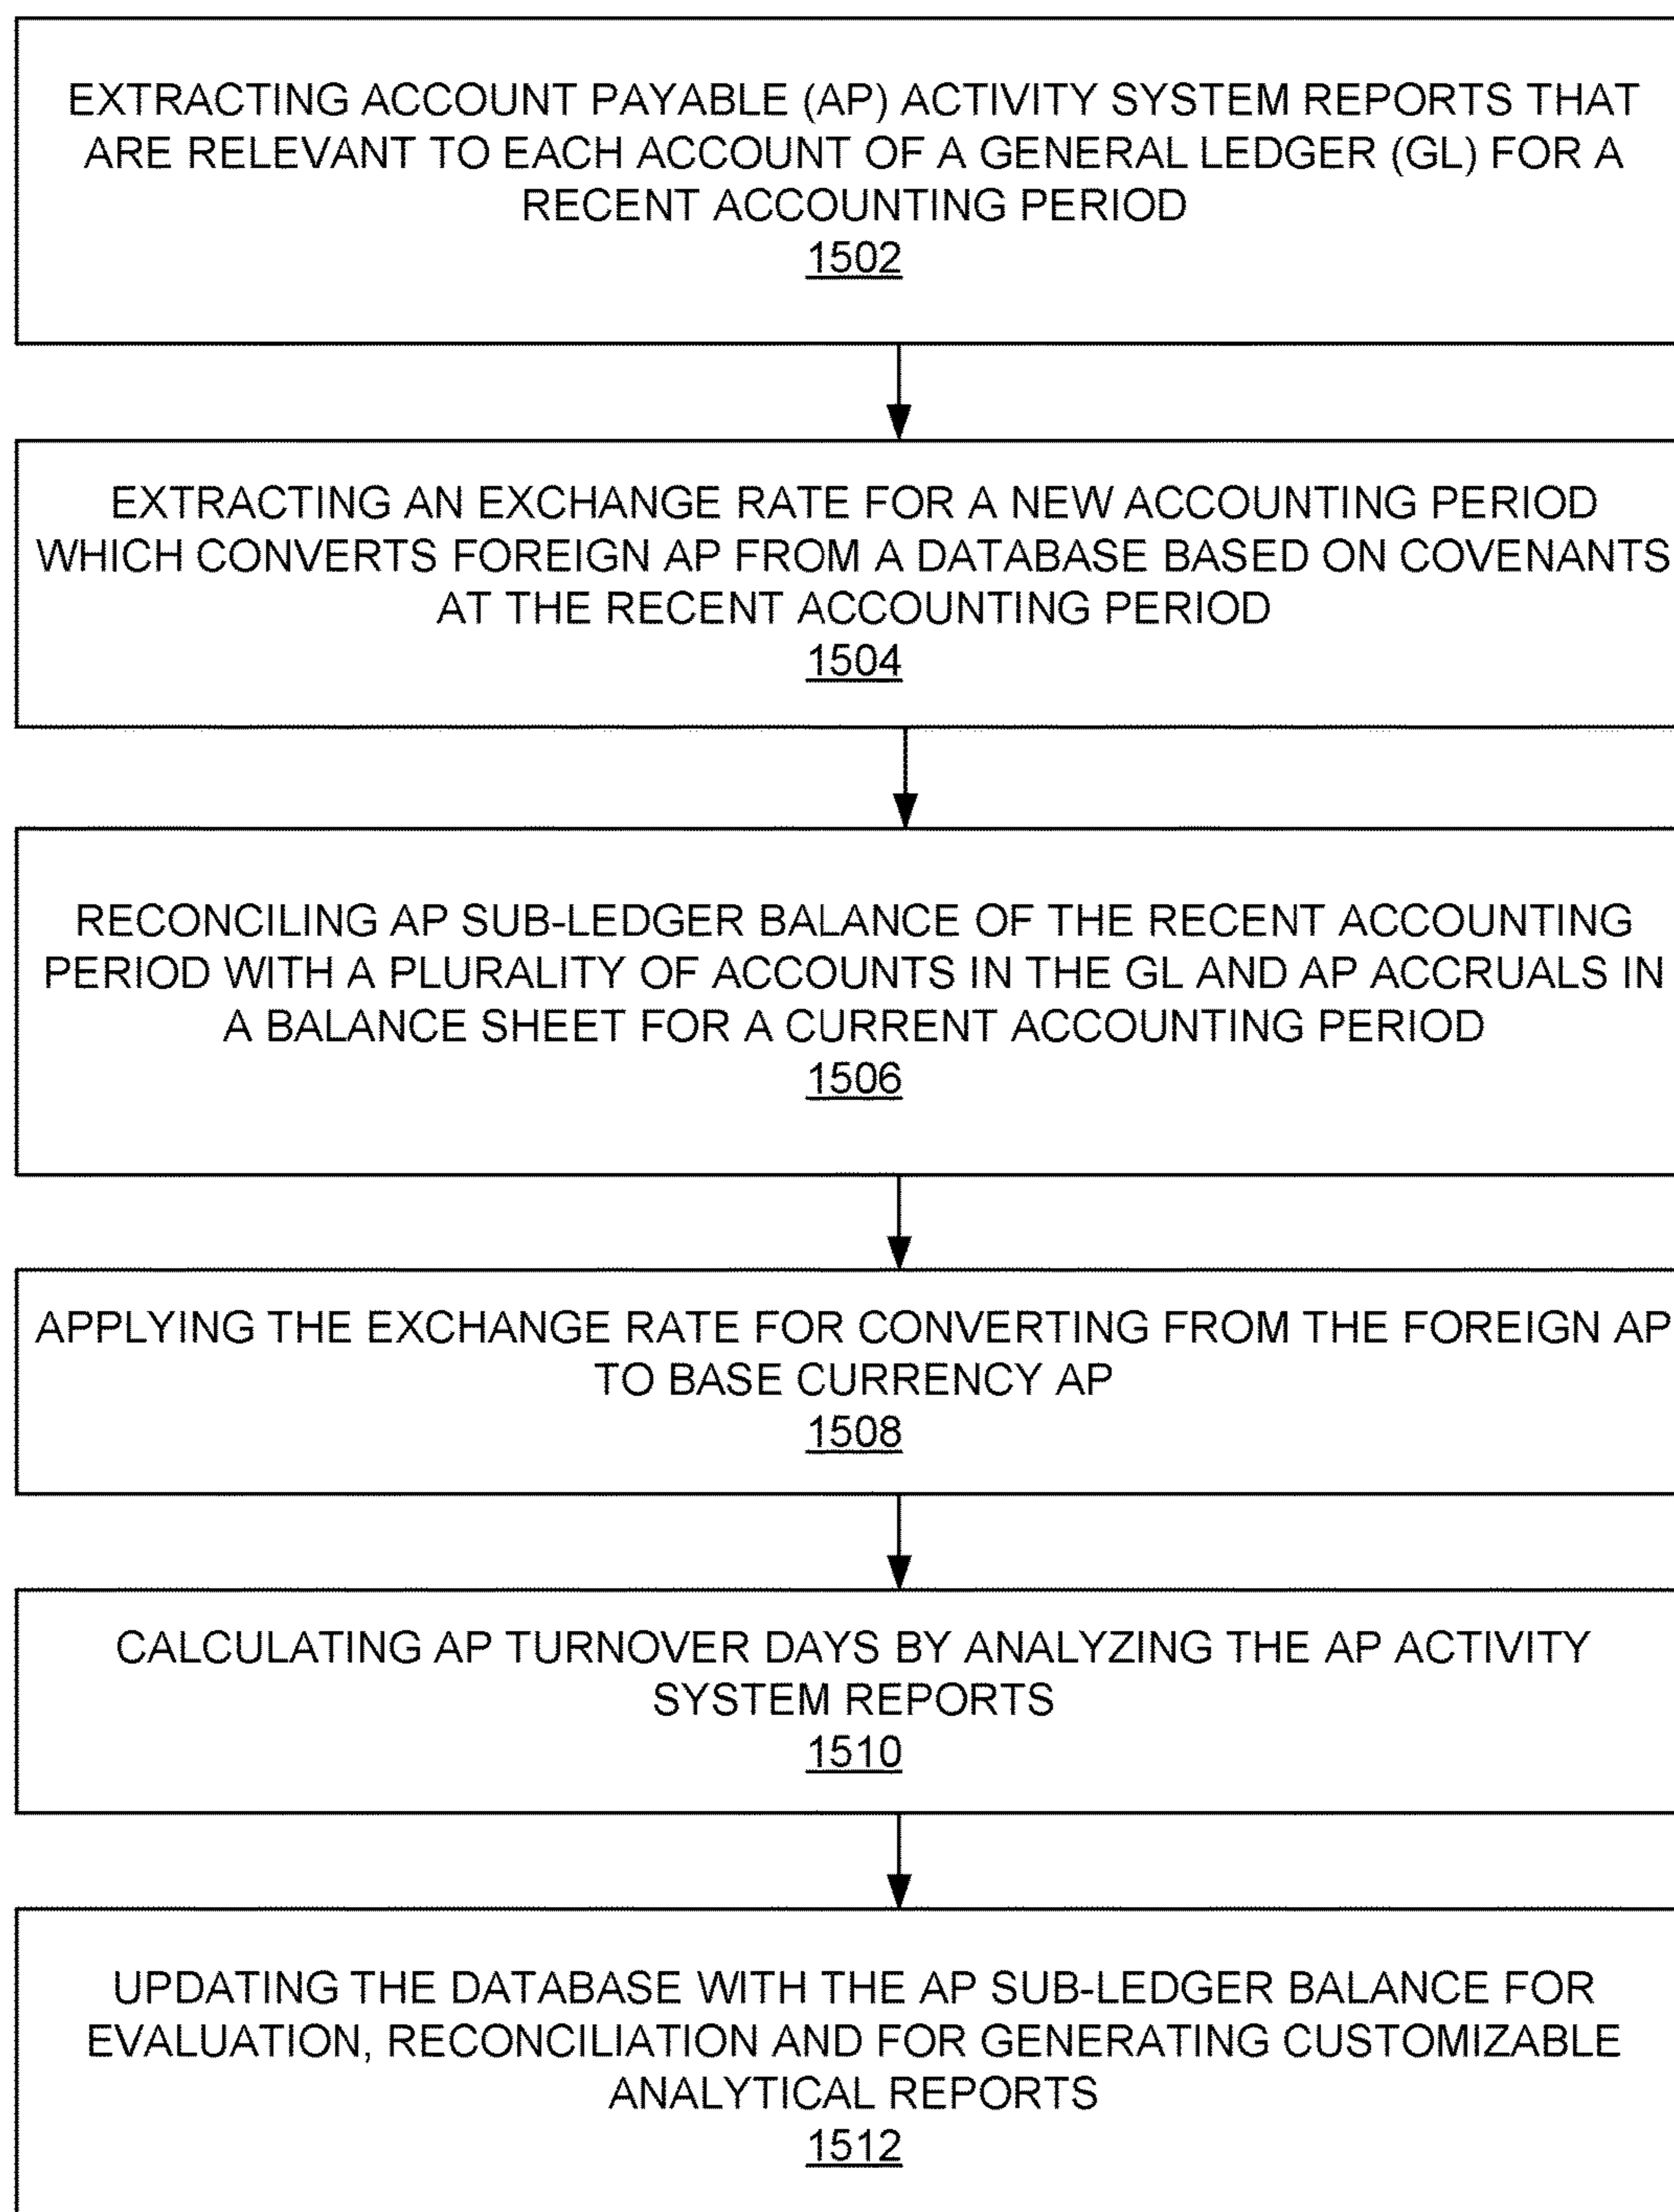 EXTRACTING ACCOUNT PAYABLE (AP) ACTIVITY SYSTEM REPORTS THAT
ARE RELEVANT TO EACH ACCOUNT OF A GENERAL LEDGER (GL) FOR A
RECENT ACCOUNTING PERIOD
1502
EXTRACTING AN EXCHANGE RATE FOR A NEW ACCOUNTING PERIOD
WHICH CONVERTS FOREIGN AP FROM A DATABASE BASED ON COVENANTS
AT THE RECENT ACCOUNTING PERIOD
1504
RECONCILING AP SUB-LEDGER BALANCE OF THE RECENT ACCOUNTING
PERIOD WITH A PLURALITY OF ACCOUNTS IN THE GL AND AP ACCRUALS IN
A BALANCE SHEET FOR A CURRENT ACCOUNTING PERIOD
1506
APPLYING THE EXCHANGE RATE FOR CONVERTING FROM THE FOREIGN AP
TO BASE CURRENCY AP
1508
CALCULATING AP TURNOVER DAYS BY ANALYZING THE AP ACTIVITY
SYSTEM REPORTS
1510
UPDATING THE DATABASE WITH THE AP SUB-LEDGER BALANCE FOR
EVALUATION, RECONCILIATION AND FOR GENERATING CUSTOMIZABLE
ANALYTICAL REPORTS
1512